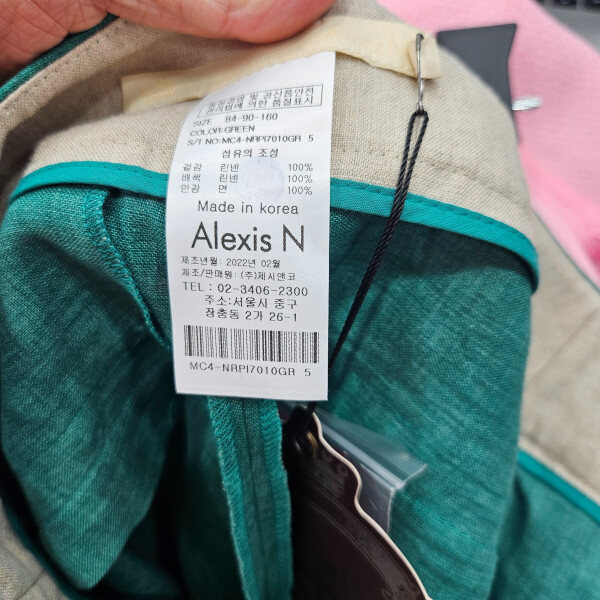 품질경영 및 공산품안전
관리법에 의한 품질표시
SIZE 84-90-160
COLOR:GREEN
S/T NO:MC4-NRPI7010GR 5
섬유의 조성
겉감 린넨 100%
배색 린넨 100%
안감 면 100%
Made in korea
Alexis N
제조년월 : 2022년 02월
제조/판매원 : (주)제시앤코
TEL : 02-3406-2300
주소:서울시 중구
장충동 2가 26-1
MC4-NRPI7010GR 5